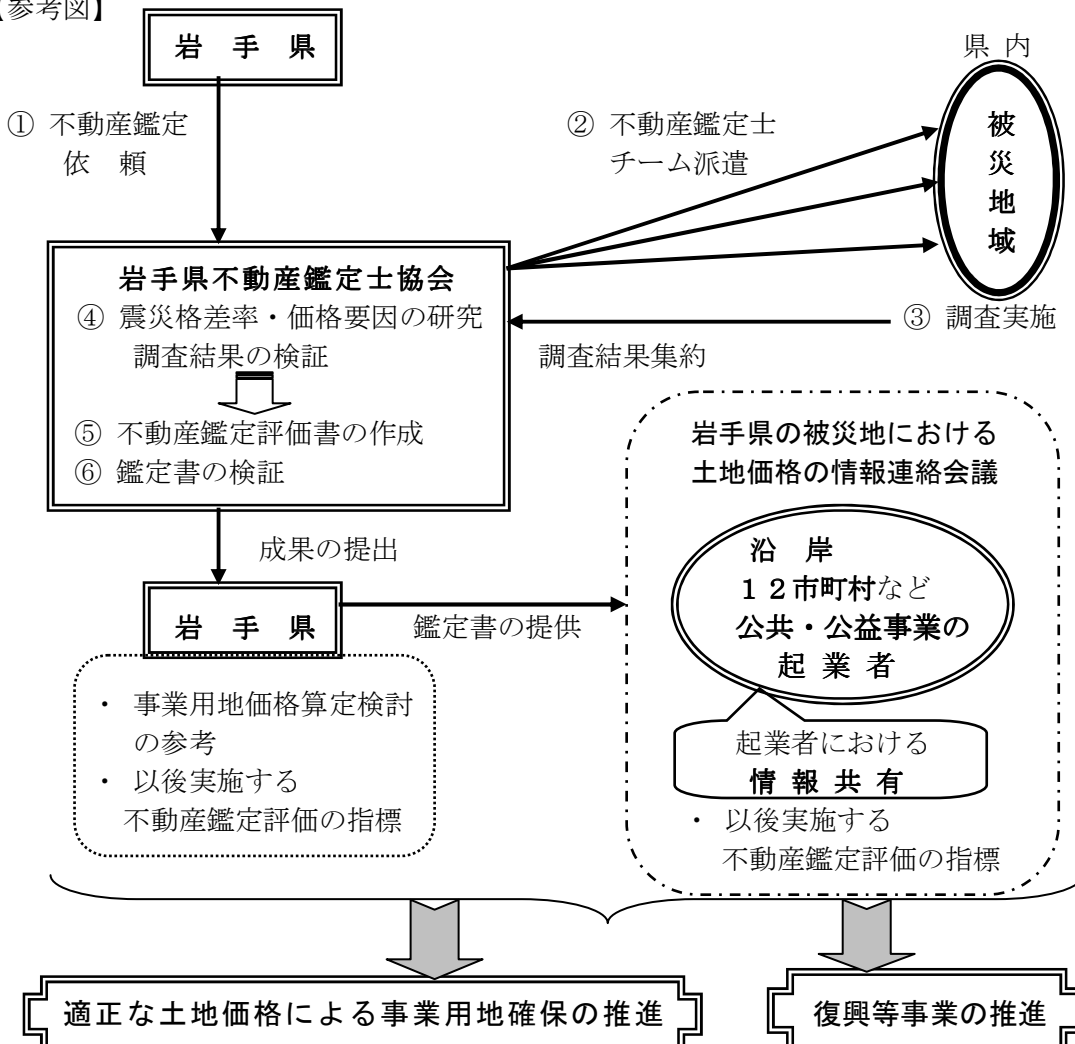 【参考図】
岩 手 県
県 内
① 不動産鑑定
依 頼
② 不動産鑑定士
チーム派遣
被
災
地
域
岩手県不動産鑑定士協会
④ 震災格差率・価格要因の研究
調査結果の検証
③ 調査実施
調査結果集約
⑤ 不動産鑑定評価書の作成
⑥ 鑑定書の検証
岩手県の被災地における
土地価格の情報連絡会議
成果の提出
沿 岸
12市町村など
公共・公益事業の
起 業 者
岩 手 県
鑑定書の提供
・ 事業用地価格算定検討
の参考
・ 以後実施する
不動産鑑定評価の指標
起業者における
情 報 共 有
・ 以後実施する
不動産鑑定評価の指標
適正な土地価格による事業用地確保の推進
復興等事業の推進